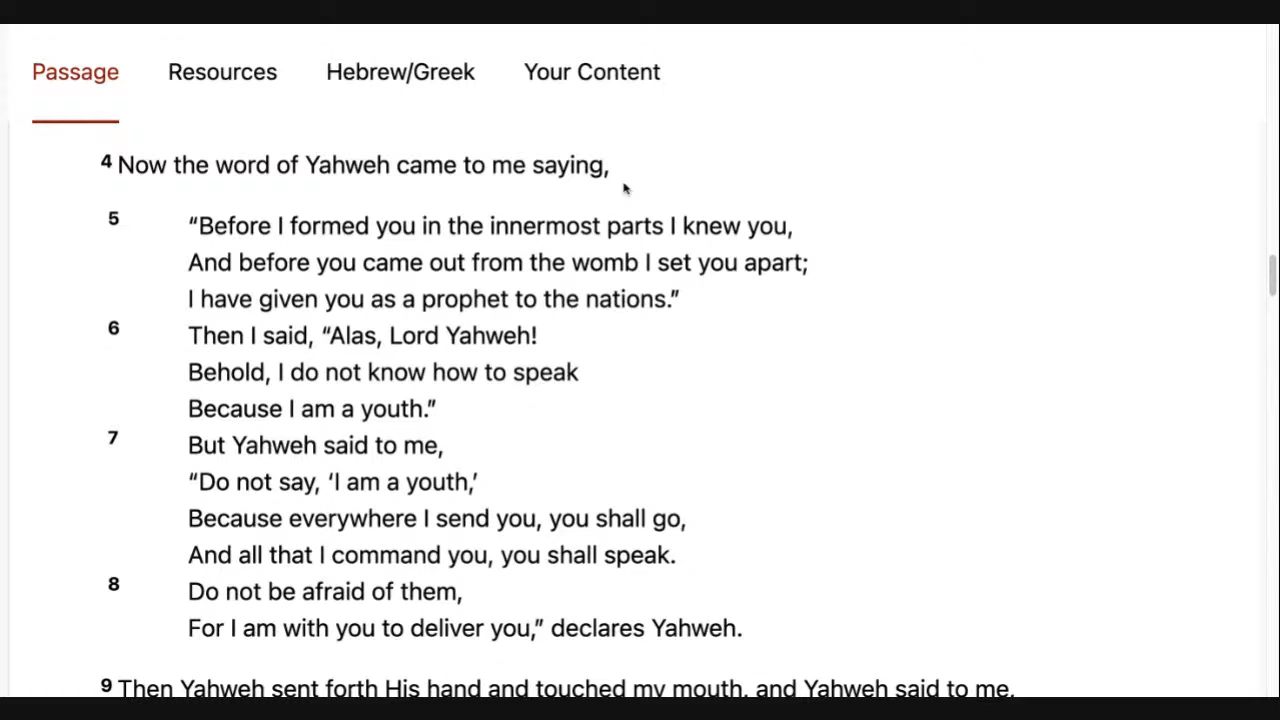 Passage Resources Hebrew/Greek Your Content
4 Now the word of Yahweh came to me saying,
5 “Before I formed you in the innermost parts I knew you,
And before you came out from the womb I set you apart;
I have given you as a prophet to the nations.”
6 Then I said, “Alas, Lord Yahweh!
Behold, I do not know how to speak
Because I am a youth.”
7 But Yahweh said to me,
“Do not say, ‘I am a youth,’
Because everywhere I send you, you shall go,
And all that I command you, you shall speak.
8 Do not be afraid of them,
For I am with you to deliver you,” declares Yahweh.
9 Then Yahweh sent forth His hand and touched my mouth, and Yahweh said to me,